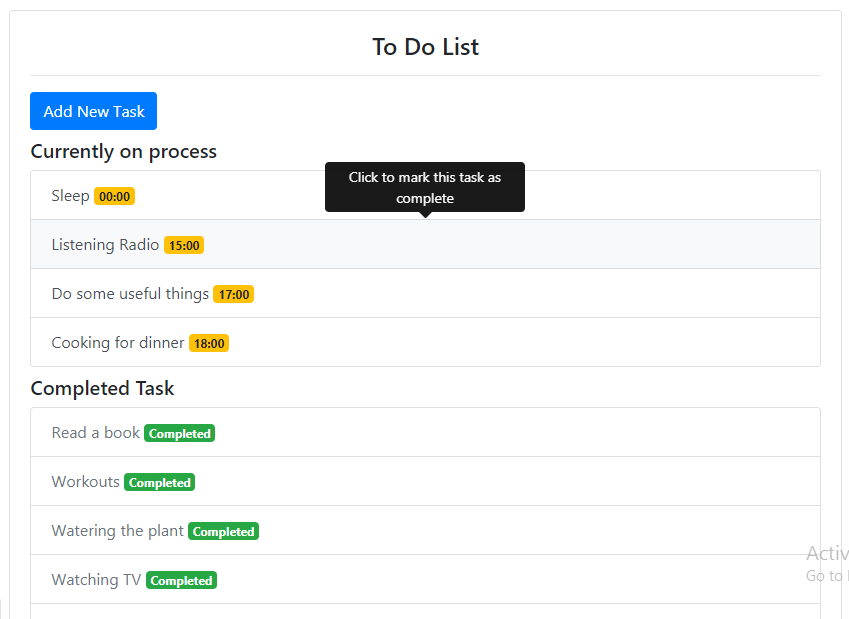 To Do List
Add New Task
Currently on process
Click to mark this task as
complete
Sleep 00:00
Listening Radio 15:00
Do some useful things 17:00
Cooking for dinner 18:00
Completed Task
Read a book Completed
Workouts Completed
Watering the plant Completed
Watching TV Completed
Go to